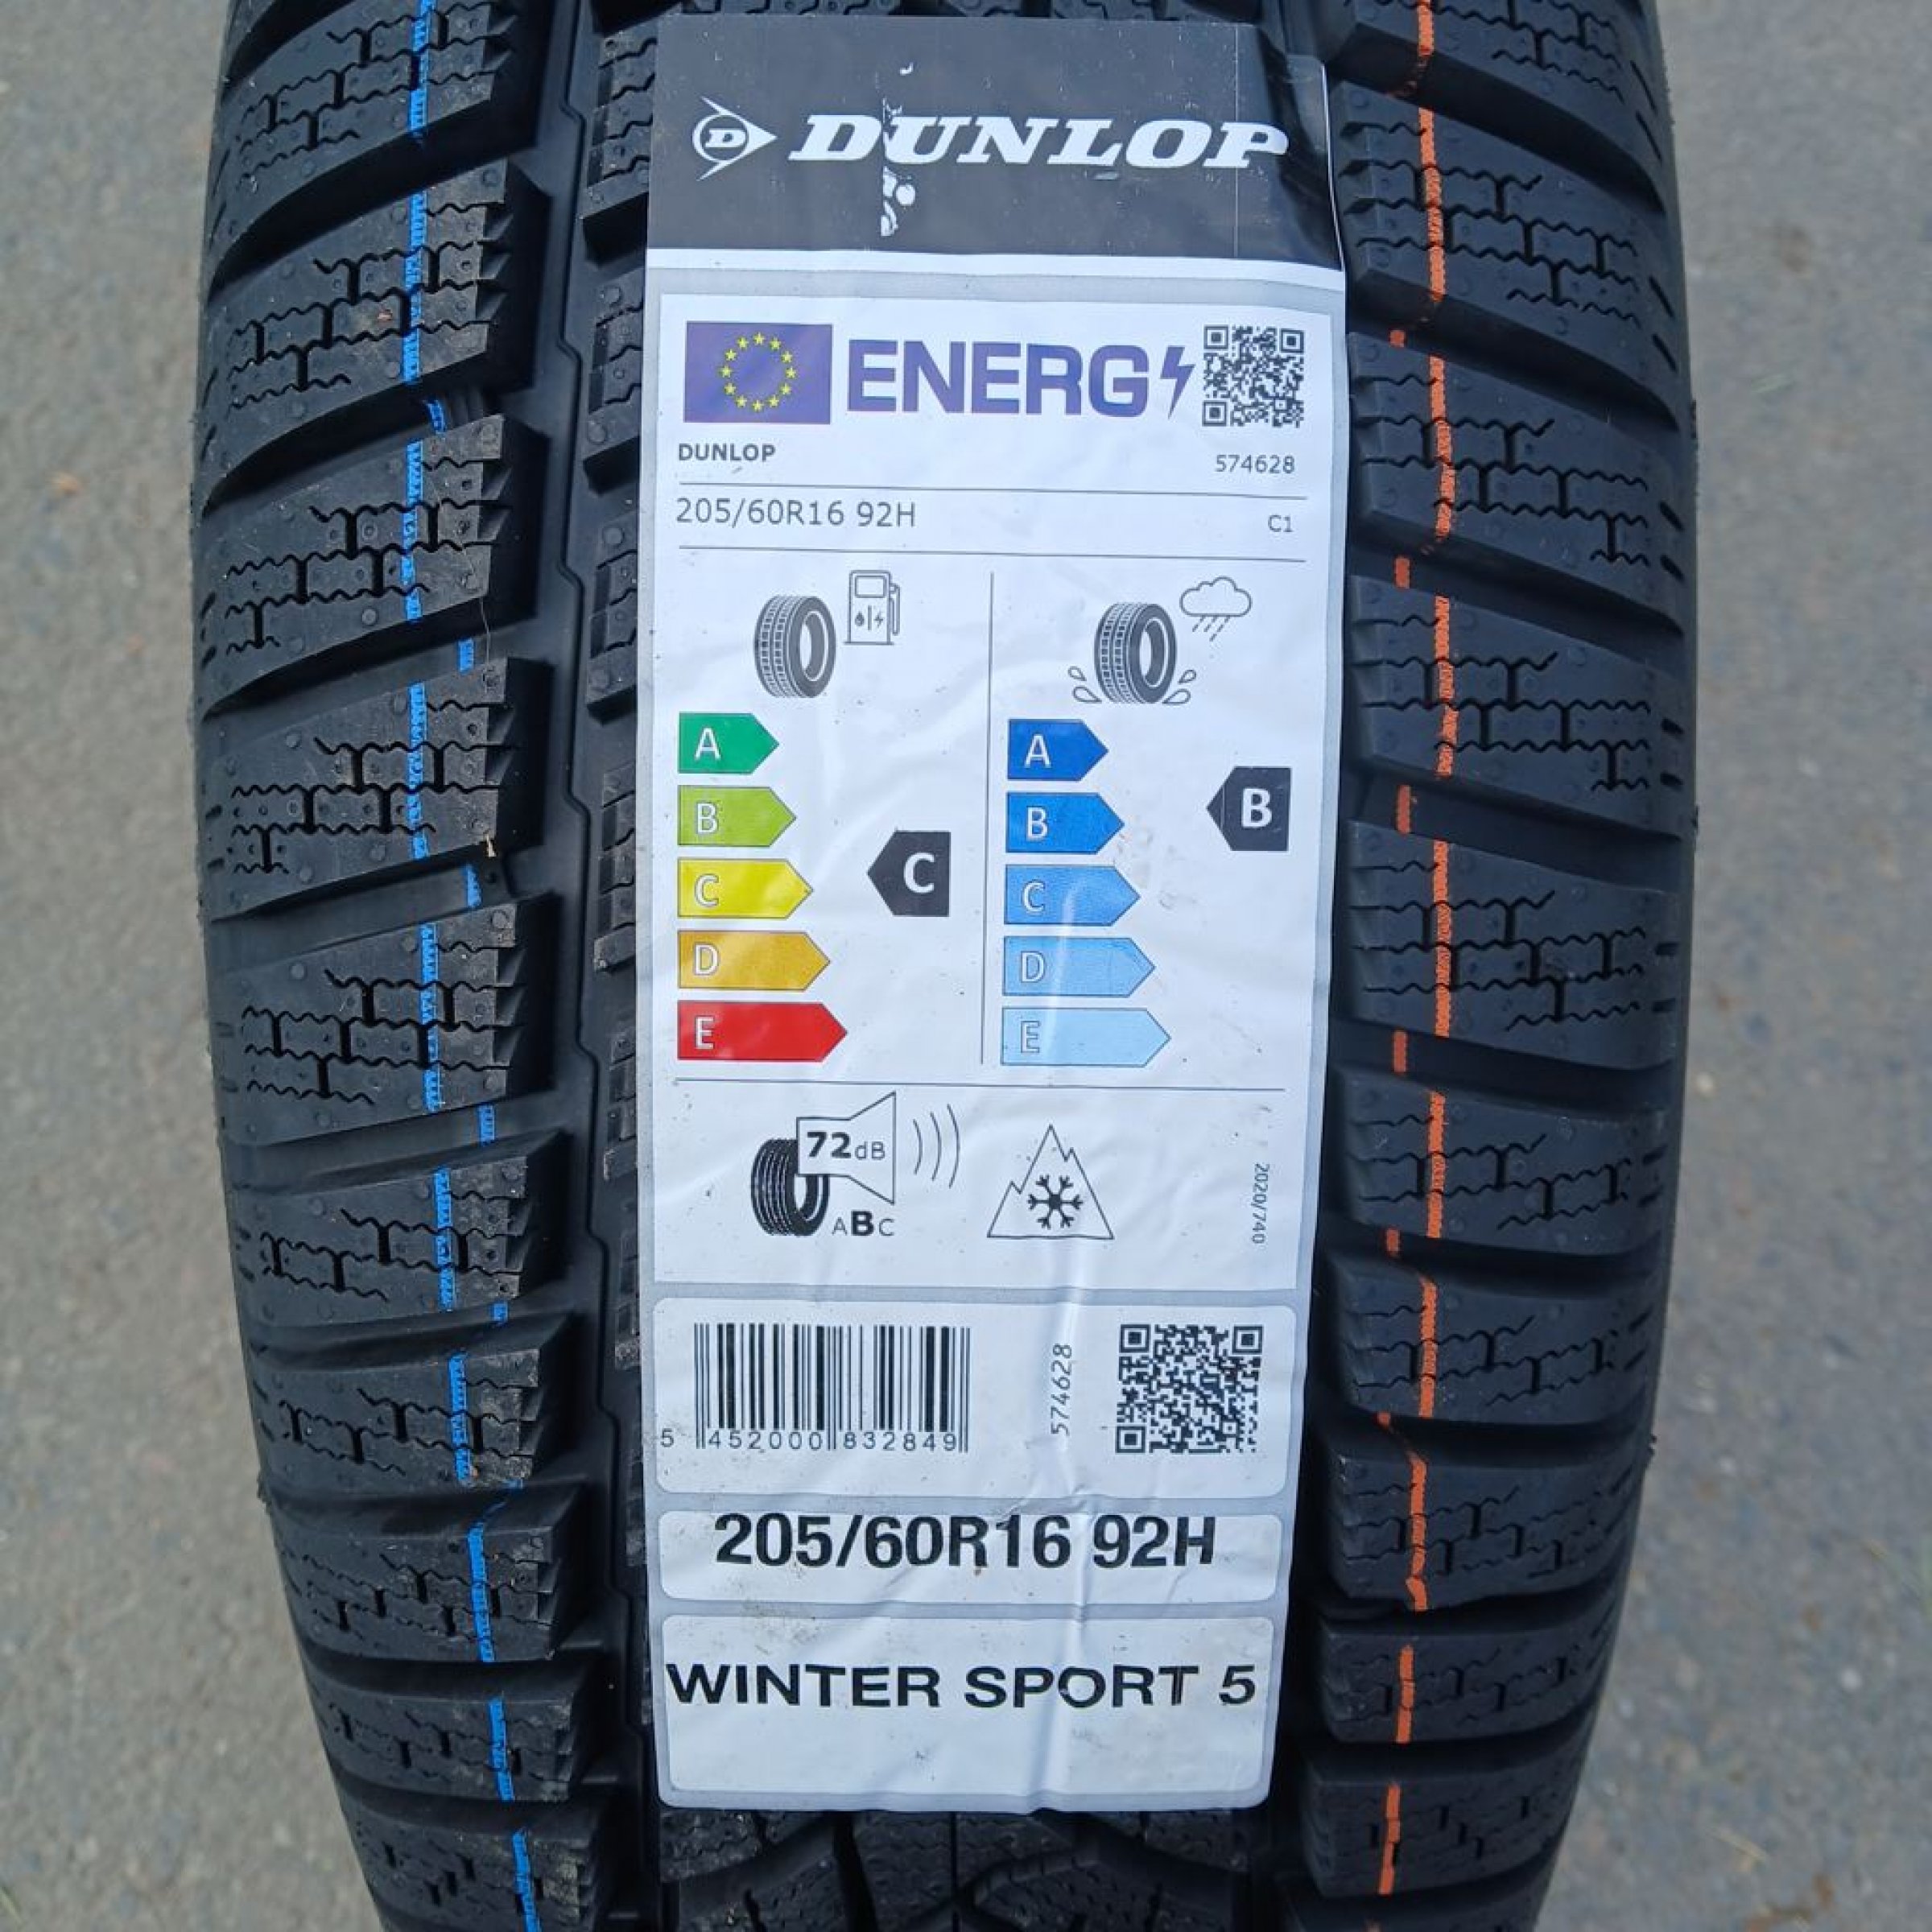 D DUNLOP
ENERG
DUNLOP
574628
205/60R16 92H
C1
A
B
C
D
E
C
A
B
C
D
E
B
72dB
ABC
2020/740
5 452000 832849
574628
205/60R16 92H
WINTER SPORT 5